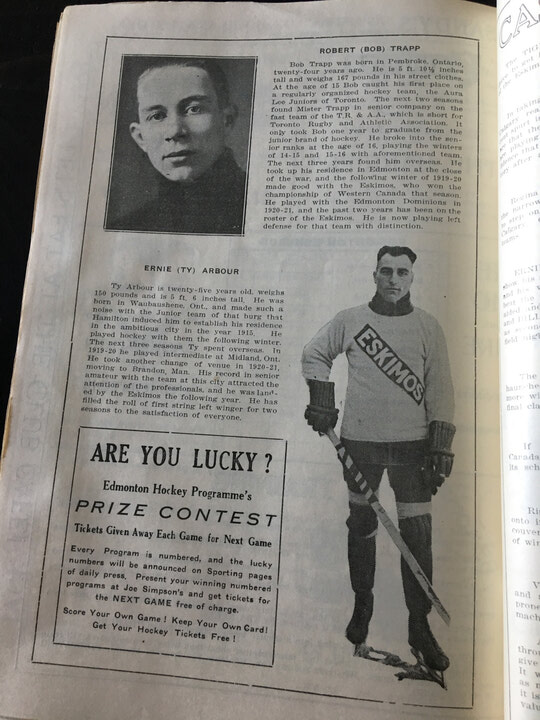 ROBERT (BOB) TRAPP
Bob Trapp was born in Pembroke, Ontario,
twenty-four years ago. He is 5 ft. 10½ inches
tall and weighs 167 pounds in his street clothes.
At the age of 15 Bob caught his first place on
a regularly organized hockey team, the Aura
Lee Juniors of Toronto. The next two seasons
found Mister Trapp in senior company on the
fast team of the T.R. & A.A., which is short for
Toronto Rugby and Athletic Association. It
only took Bob one year to graduate from the
junior brand of hockey. He broke into the sen-
ior ranks at the age of 16, playing the winters
of 14-15 and 15-16 with aforementioned team.
The next three years found him overseas. He
took up his residence in Edmonton at the close
of the war, and the following winter of 1919-20
made good with the Eskimos, who won the
championship of Western Canada that season.
He played with the Edmonton Dominions in
1920-21, and the past two years has been on the
roster of the Eskimos. He is now playing left
defense for that team with distinction.
ERNIE (TY) ARBOUR
Ty Arbour is twenty-five years old, weighs
150 pounds and is 5 ft. 6 inches tall. He was
born in Waubaushene, Ont., and made such a
noise with the Junior team of that burg that
Hamilton induced him to establish his residence
in the ambitious city in the year 1915. He
played hockey with them the following winter.
The next three seasons Ty spent overseas. In
1919-20 he played intermediate at Midland, Ont.
He took another change of venue in 1920-21,
moving to Brandon, Man. His record in senior
amateur with the team at this city attracted the
attention of the professionals, and he was land-
ed by the Eskimos the following year. He has
filled the roll of first string left winger for two
seasons to the satisfaction of everyone.
ESKIMOS
ARE YOU LUCKY?
Edmonton Hockey Programme's
PRIZE CONTEST
Tickets Given Away Each Game for Next Game
Every Program is numbered, and the lucky
numbers will be announced on Sporting pages
of daily press. Present your winning numbered
programs at Joe Simpson's and get tickets for
the NEXT GAME free of charge.
Score Your Own Game! Keep Your Own Card!
Get Your Hockey Tickets Free!